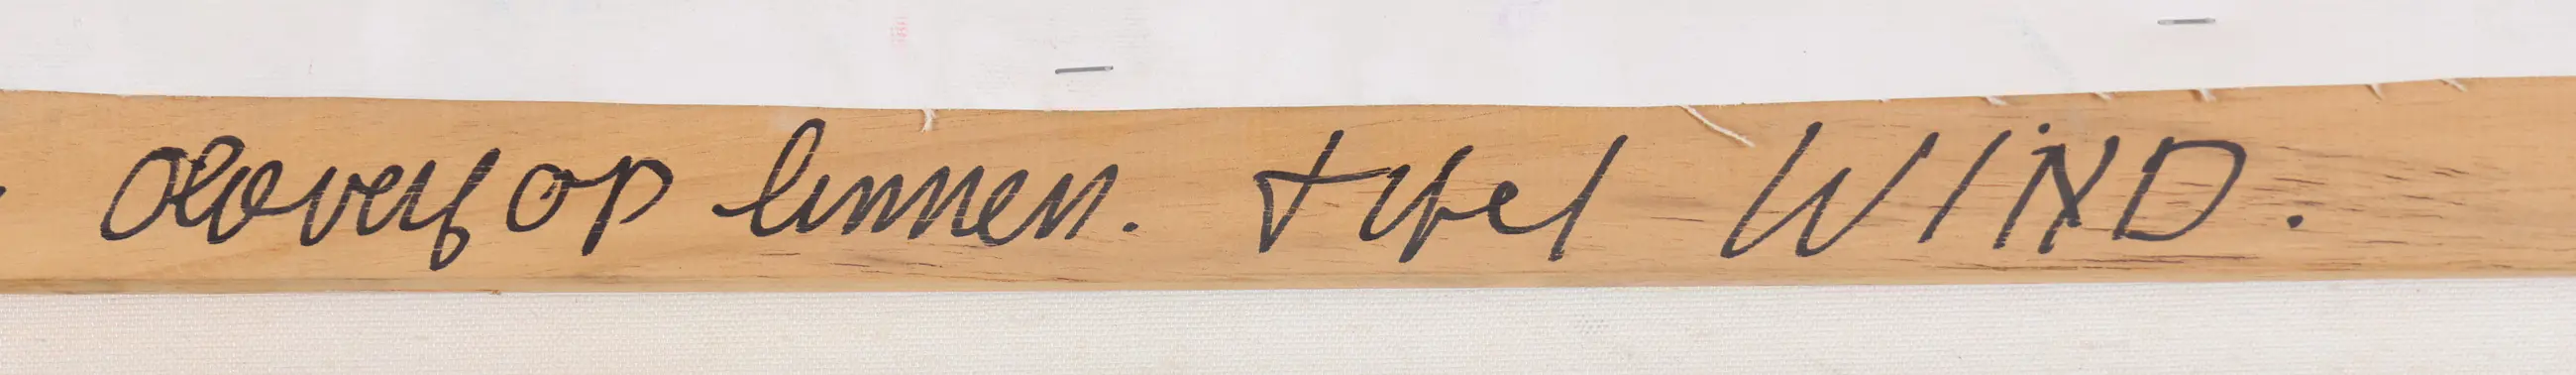 olieverf op linnen. titel WIND.